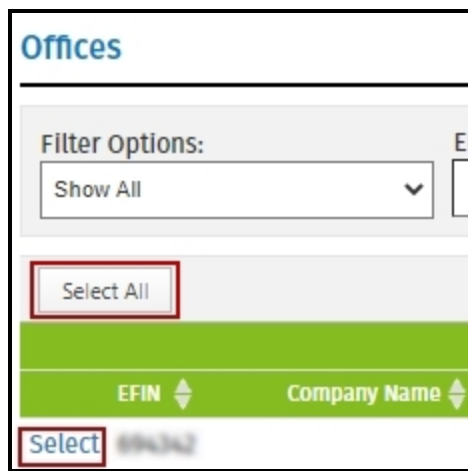 Offices
Filter Options: E
Show All
Select All
EFIN Company Name
Select